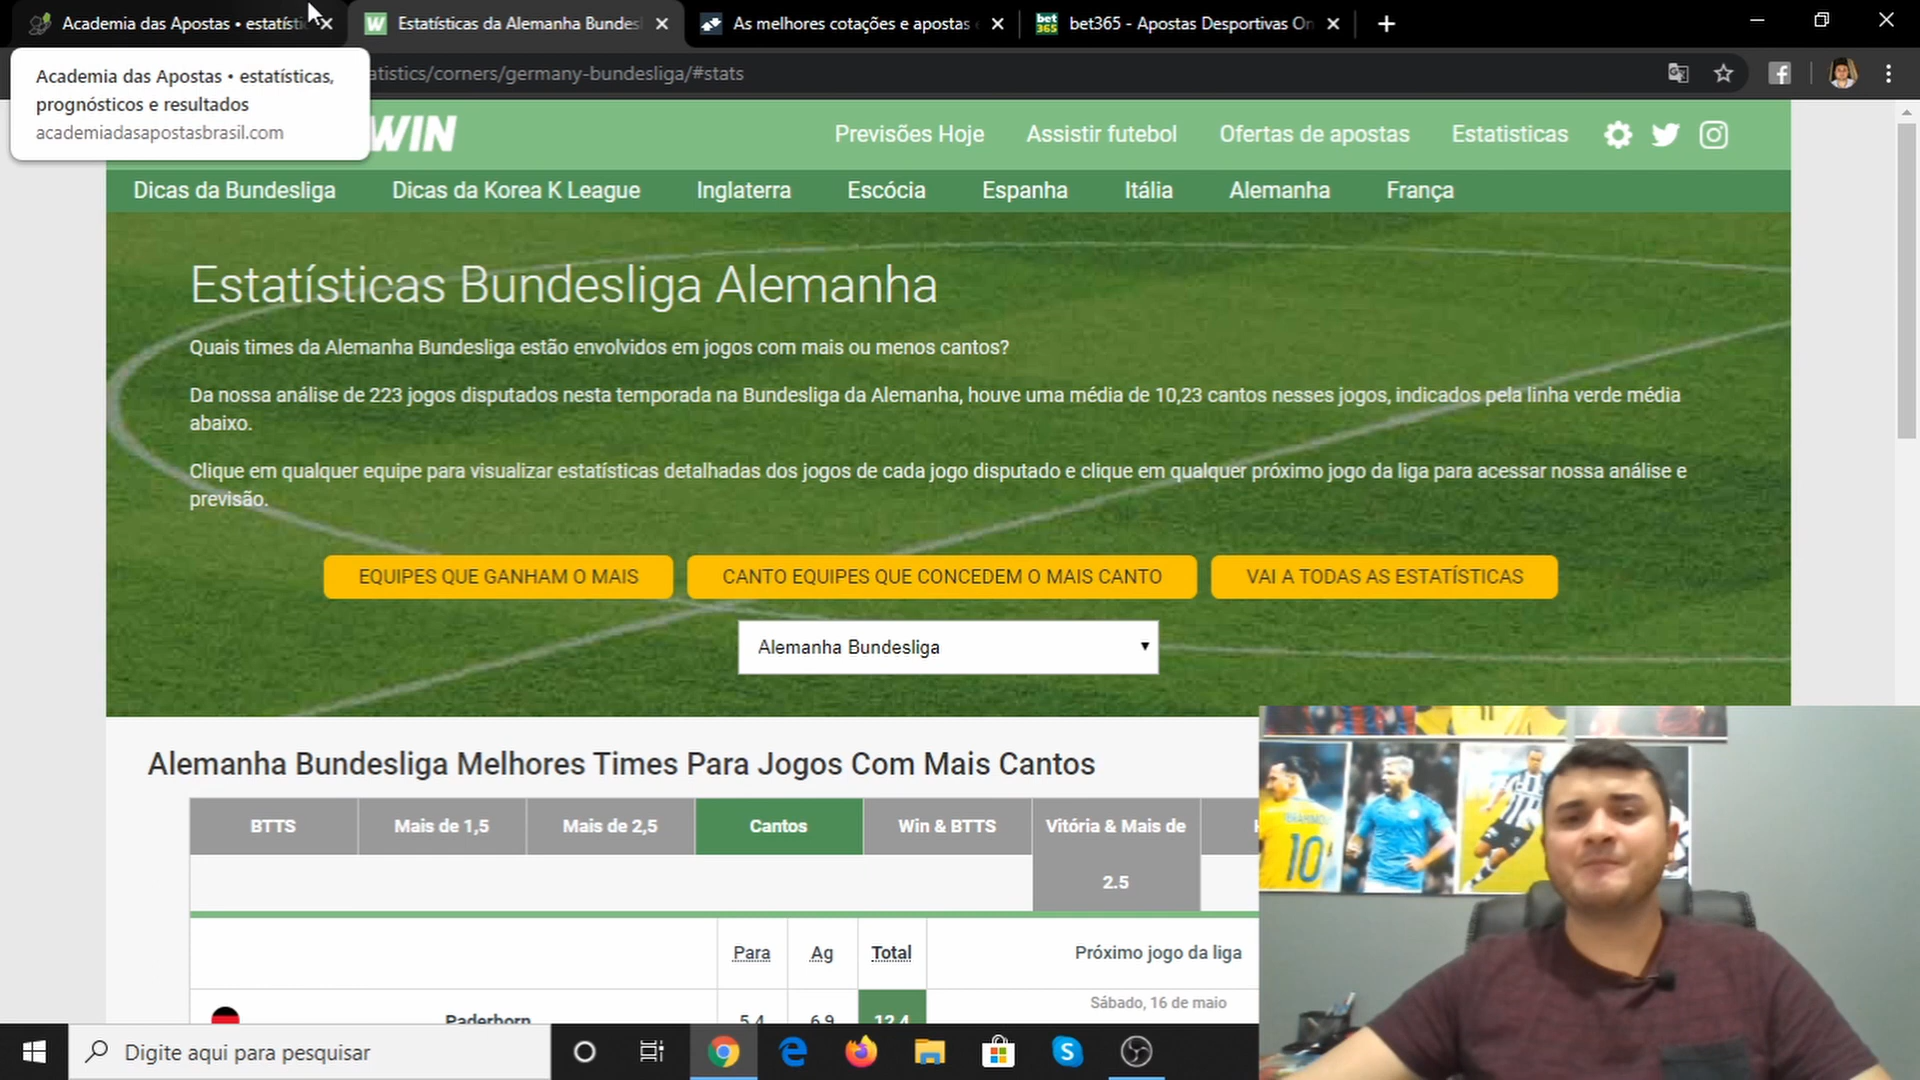 Academia das Apostas • estatísti
Estatísticas da Alemanha Bundesl
As melhores cotações e apostas
bet365 - Apostas Desportivas On
Academia das Apostas • estatísticas,
prognósticos e resultados
academiadasapostasbrasil.com
atistics/corners/germany-bundesliga/#stats
WIN
Previsões Hoje
Assistir futebol
Ofertas de apostas
Estatisticas
Dicas da Bundesliga
Dicas da Korea K League
Inglaterra
Escócia
Espanha
Itália
Alemanha
França
Estatísticas Bundesliga Alemanha
Quais times da Alemanha Bundesliga estão envolvidos em jogos com mais ou menos cantos?
Da nossa análise de 223 jogos disputados nesta temporada na Bundesliga da Alemanha, houve uma média de 10,23 cantos nesses jogos, indicados pela linha verde média
abaixo.
Clique em qualquer equipe para visualizar estatísticas detalhadas dos jogos de cada jogo disputado e clique em qualquer próximo jogo da liga para acessar nossa análise e
previsão.
EQUIPES QUE GANHAM O MAIS
CANTO EQUIPES QUE CONCEDEM O MAIS CANTO
VAI A TODAS AS ESTATÍSTICAS
Alemanha Bundesliga
Alemanha Bundesliga Melhores Times Para Jogos Com Mais Cantos
BTTS
Mais de 1,5
Mais de 2,5
Cantos
Win & BTTS
Vitória & Mais de
2.5
Para
Ag
Total
Próximo jogo da liga
Sábado, 16 de maio
Paderborn
5.4
6.9
12.4
10
Digite aqui para pesquisar